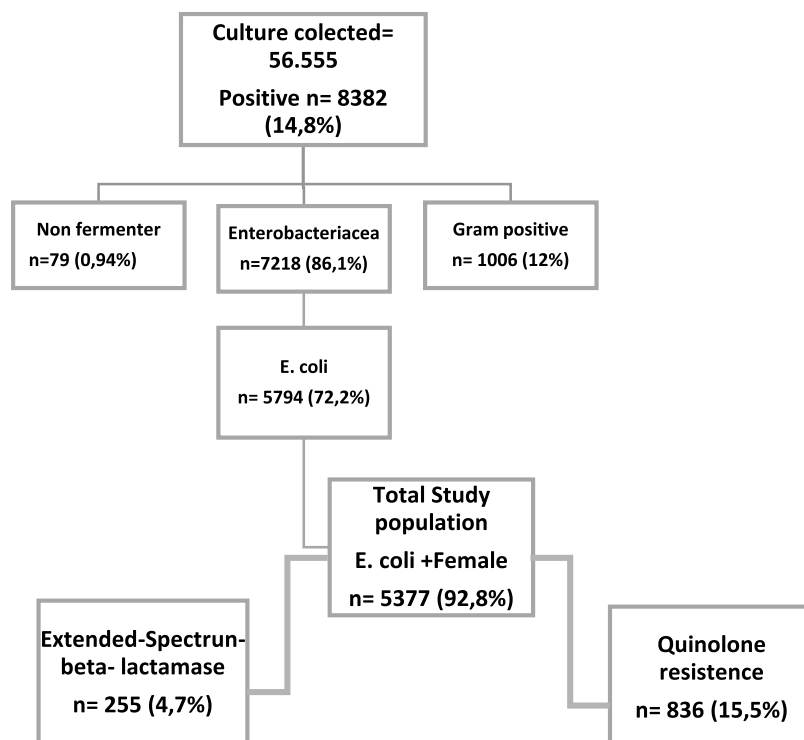 Culture colected=
56.555
Positive n= 8382
(14,8%)
Non fermenter
n=79 (0,94%)
Enterobacteriacea
n=7218 (86,1%)
Gram positive
n= 1006 (12%)
E. coli
n= 5794 (72,2%)
Total Study
population
E. coli +Female
n= 5377 (92,8%)
Extended-Spectrun-
beta- lactamase
n= 255 (4,7%)
Quinolone
resistence
n= 836 (15,5%)